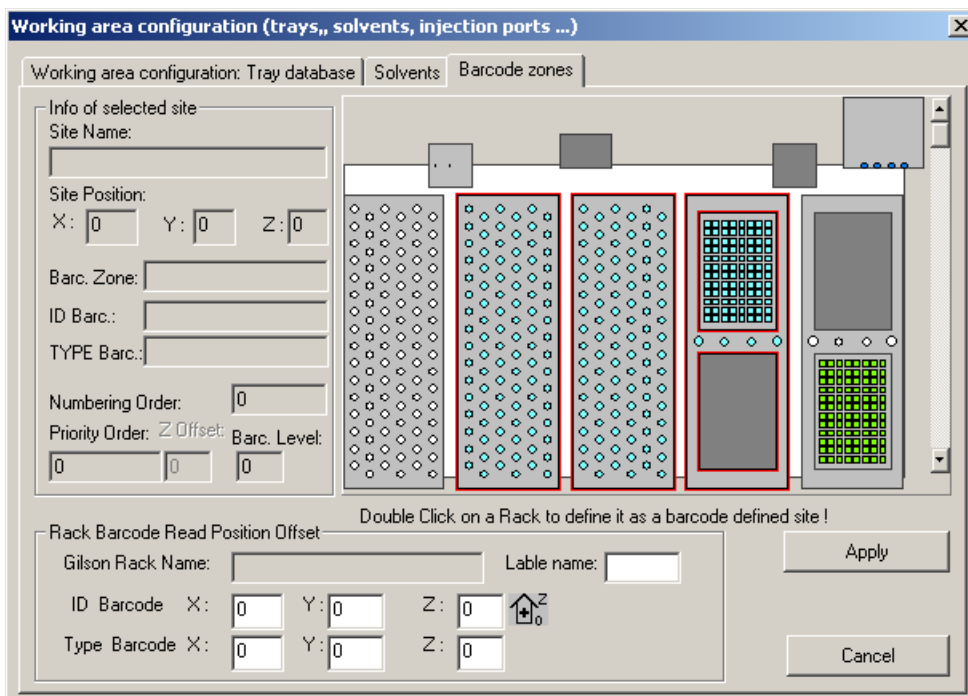 Working area configuration (trays,, solvents, injection ports ...)
Working area configuration: Tray database Solvents Barcode zones
Info of selected site
Site Name:
Site Position:
X: 0 Y: 0 Z: 0
Barc. Zone:
ID Barc.:
TYPE Barc.:
Numbering Order: 0
Priority Order: Z Offset: Barc. Level:
0 0 0
Double Click on a Rack to define it as a barcode defined site !
Rack Barcode Read Position Offset
Gilson Rack Name: Lable name:
ID Barcode X: 0 Y: 0 Z: 0 Z 0
Type Barcode X: 0 Y: 0 Z: 0
Apply
Cancel